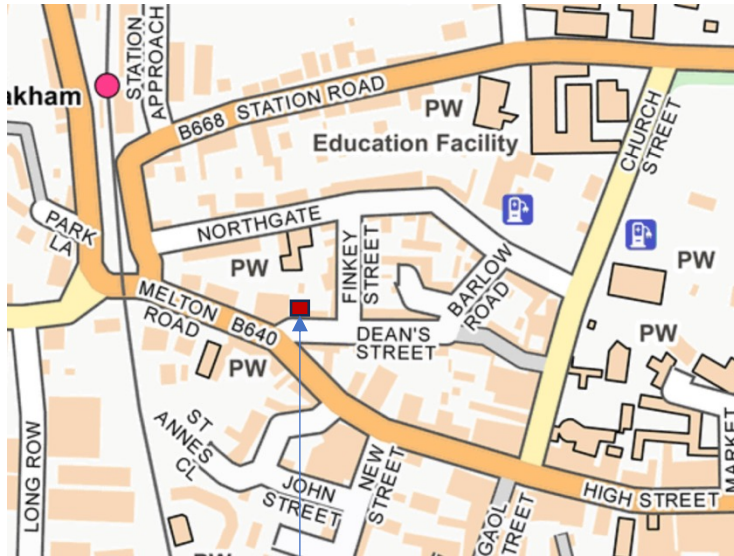 STATION
APPROACH
akham
B668 STATION ROAD
PW
Education Facility
CHURCH
STREET
PARK
LA
NORTHGATE
PW
FINKEY
STREET
BARLOW
ROAD
PW
MELTON
ROAD
B640
DEAN'S
STREET
PW
PW
ST
ANNES
CL
LONG ROW
JOHN
STREET
NEW
STREET
GAOL
STREET
HIGH STREET
MARKET